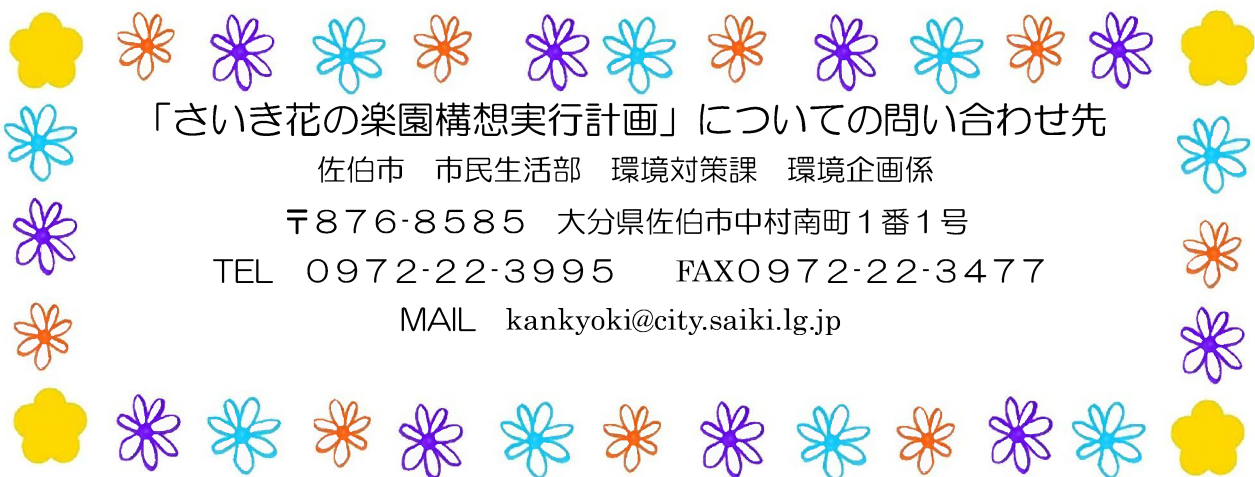 「さいき花の楽園構想実行計画」についての問い合わせ先
佐伯市　市民生活部　環境対策課　環境企画係
〒８７６-８５８５　大分県佐伯市中村南町１番１号
TEL　０９７２-２２-３９９５　　FAX０９７２-２２-３４７７
MAIL　kankyoki@city.saiki.lg.jp